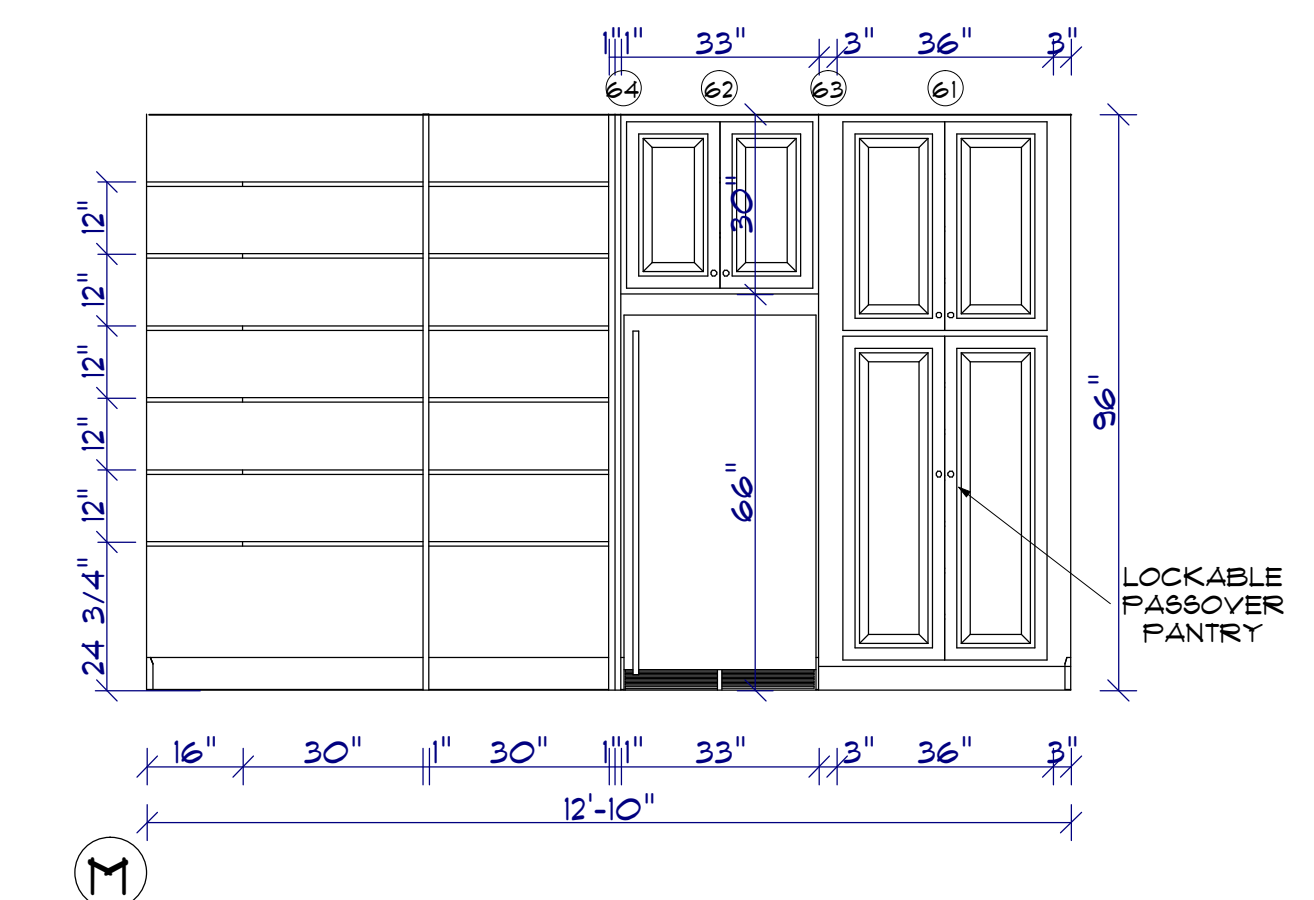 1" 1" 33" 3" 36" 3"
64 62 63 61
30"
12"
12"
12"
12"
12"
24 3/4"
66"
96"
LOCKABLE
PASSOVER
PANTRY
16" 30" 1" 30" 1" 1" 33" 3" 36" 3"
12'-10"
M